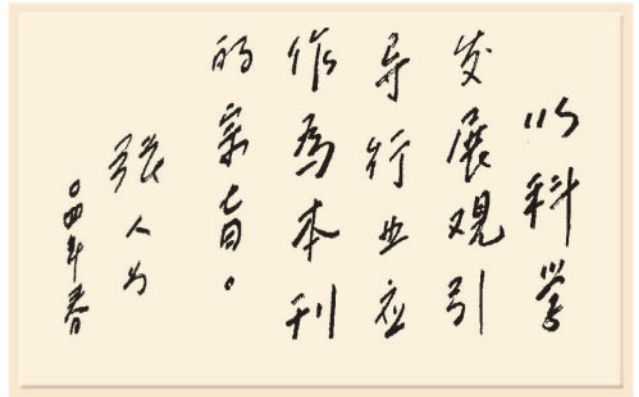 以科学
发展观引
导行业应
作为本刊
的宗旨。
张人为
〇四年春